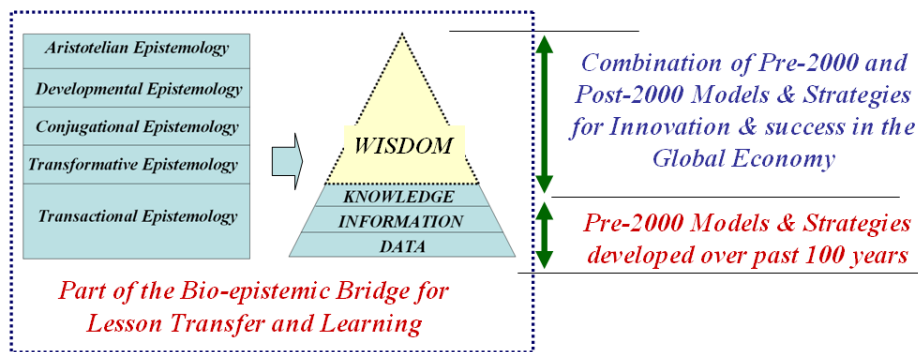 Aristotelian Epistemology
Developmental Epistemology
Conjugational Epistemology
Transformative Epistemology
Transactional Epistemology
WISDOM
KNOWLEDGE
INFORMATION
DATA
Part of the Bio-epistemic Bridge for
Lesson Transfer and Learning
Combination of Pre-2000 and
Post-2000 Models & Strategies
for Innovation & success in the
Global Economy
Pre-2000 Models & Strategies
developed over past 100 years